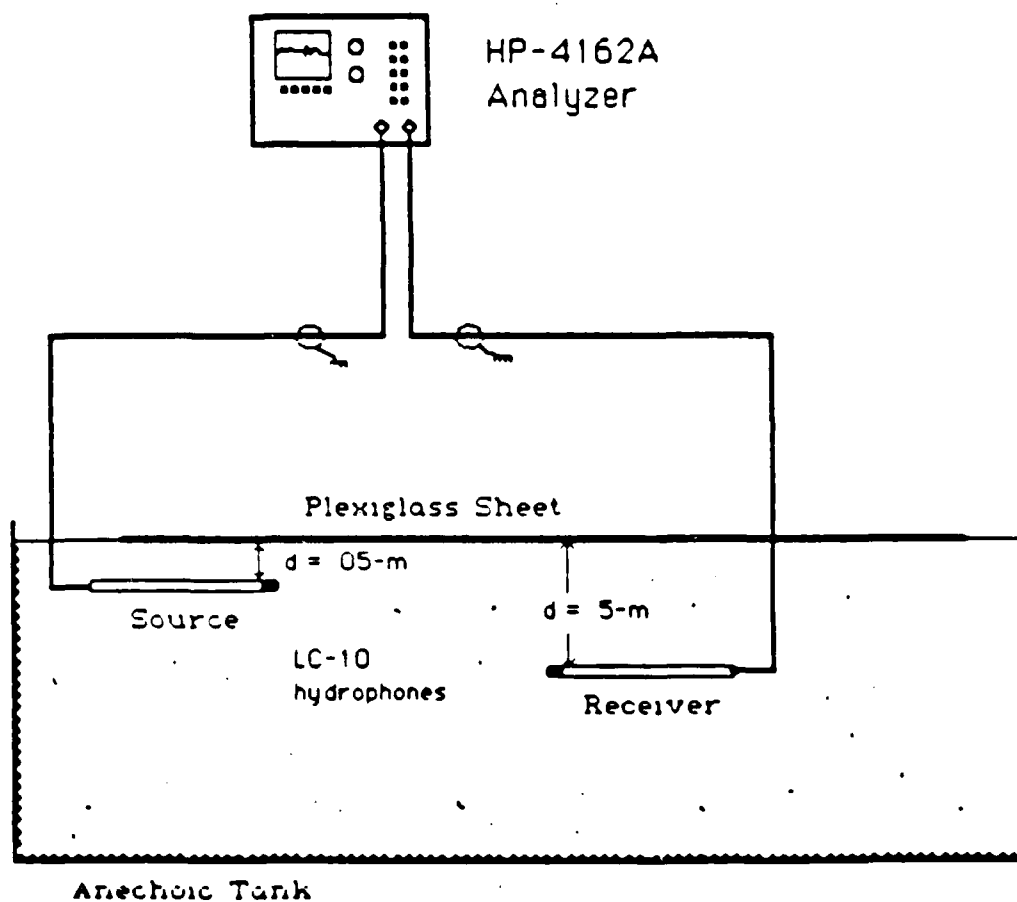 HP-4162A
Analyzer
Plexiglass Sheet
d = 05-m
Source
d = 5-m
LC-10
hydrophones
Receiver
Anechoic Tank